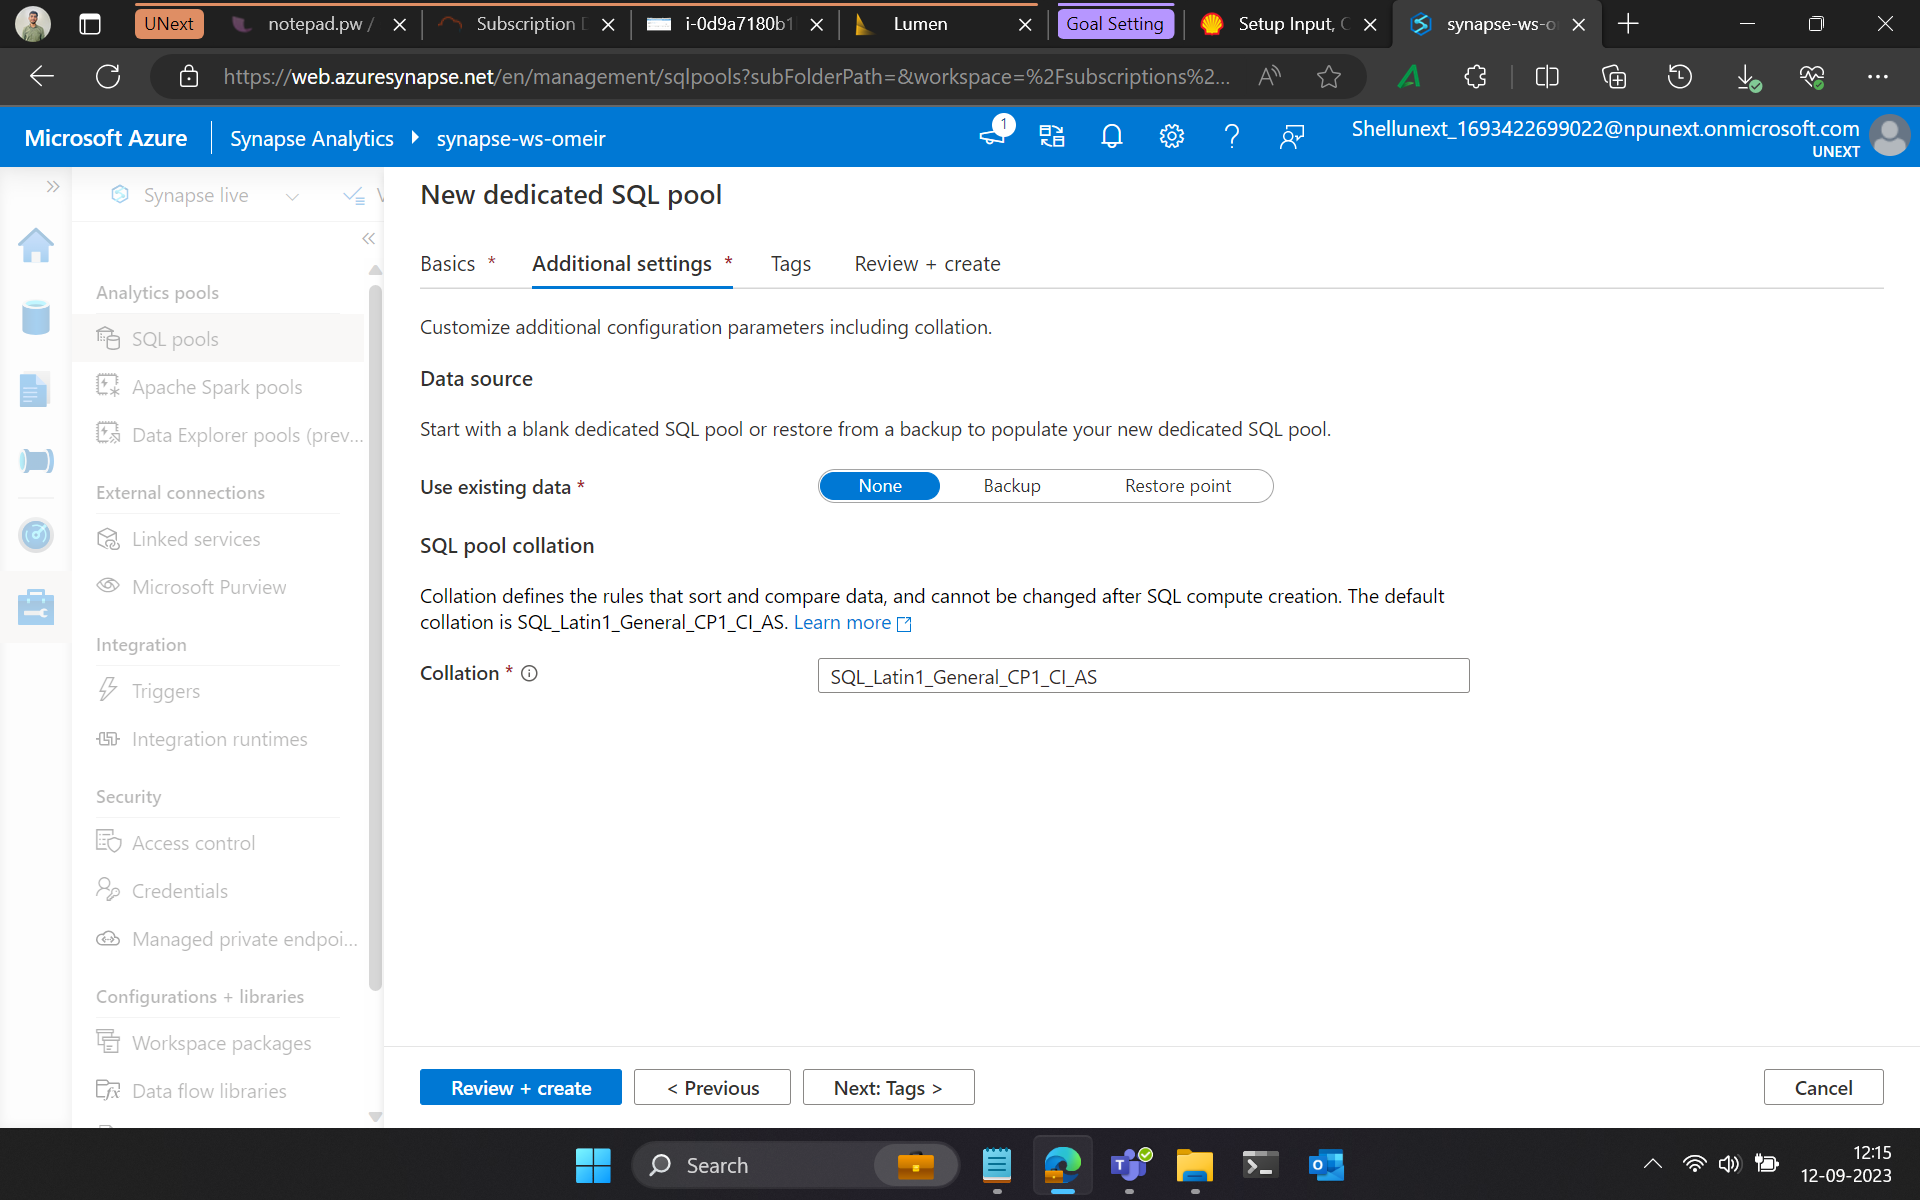 UNext
notepad.pw /
Subscription D
i-0d9a7180b1
Lumen
Goal Setting
Setup Input, C
synapse-ws-o
https://web.azuresynapse.net/en/management/sqlpools?subFolderPath=&workspace=%2Fsubscriptions%2...
Microsoft Azure
Synapse Analytics
synapse-ws-omeir
1
Shellunext_1693422699022@npunext.onmicrosoft.com
UNEXT
Synapse live
V
Analytics pools
SQL pools
Apache Spark pools
Data Explorer pools (prev...
External connections
Linked services
Microsoft Purview
Integration
Triggers
Integration runtimes
Security
Access control
Credentials
Managed private endpoi...
Configurations + libraries
Workspace packages
Data flow libraries
New dedicated SQL pool
Basics *
Additional settings *
Tags
Review + create
Customize additional configuration parameters including collation.
Data source
Start with a blank dedicated SQL pool or restore from a backup to populate your new dedicated SQL pool.
Use existing data *
None
Backup
Restore point
SQL pool collation
Collation defines the rules that sort and compare data, and cannot be changed after SQL compute creation. The default
collation is SQL_Latin1_General_CP1_CI_AS. Learn more
Collation *
SQL_Latin1_General_CP1_CI_AS
Review + create
< Previous
Next: Tags >
Cancel
Search
12:15
12-09-2023